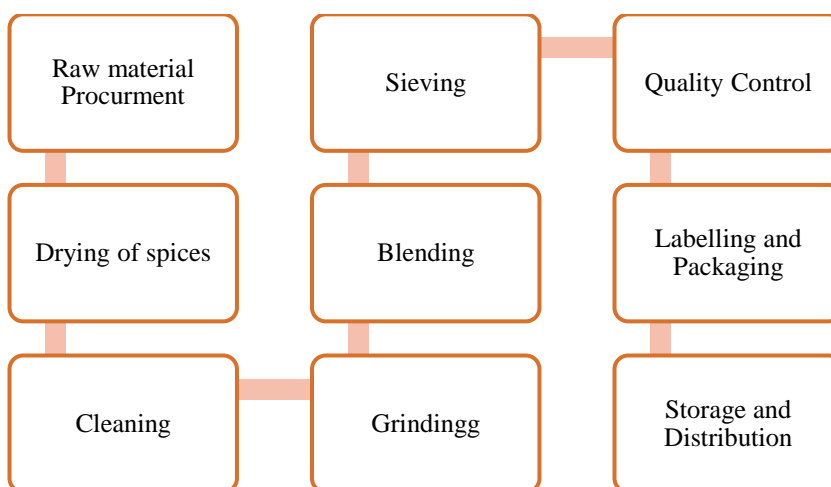 Raw material
Procurment
Drying of spices
Cleaning
Grindingg
Blending
Sieving
Quality Control
Labelling and
Packaging
Storage and
Distribution